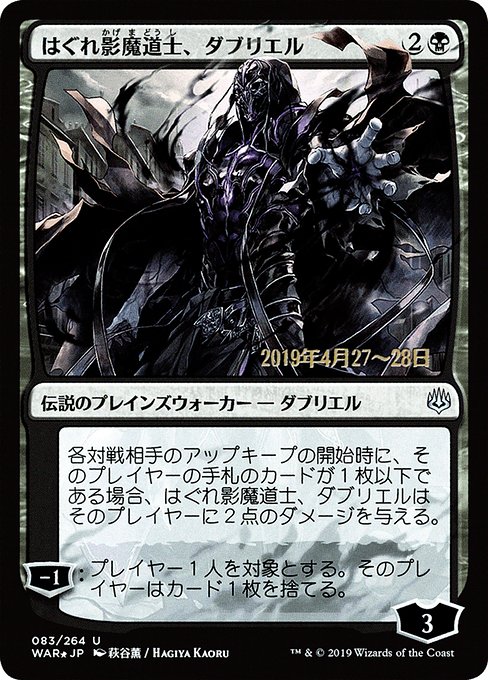 はぐれ影魔道士、ダブリエル 2
かげまどうし
2019年4月27〜28日
伝説のプレインズウォーカー — ダブリエル
各対戦相手のアップキープの開始時に、そ
のプレイヤーの手札のカードが1枚以下で
ある場合、はぐれ影魔道士、ダブリエルは
そのプレイヤーに2点のダメージを与える。
-1:プレイヤー1人を対象とする。そのプレ
イヤーはカード1枚を捨てる。
3
083/264 U
WAR★JP 萩谷薫 / HAGIYA KAORU
™ & © 2019 Wizards of the Coast